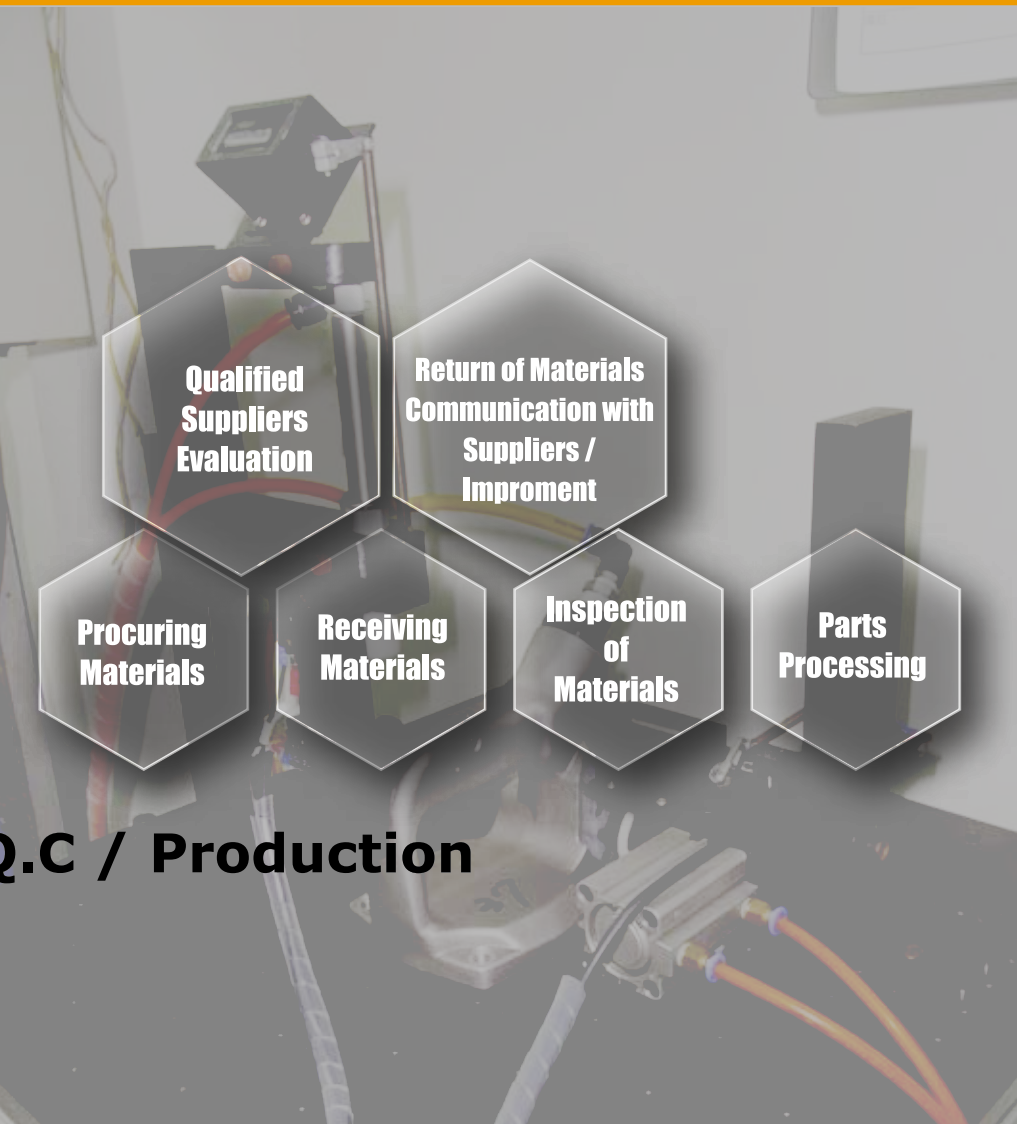 Qualified
Suppliers
Evaluation
Return of Materials
Communication with
Suppliers /
Improment
Procuring
Materials
Receiving
Materials
Inspection
of
Materials
Parts
Processing
Q.C / Production